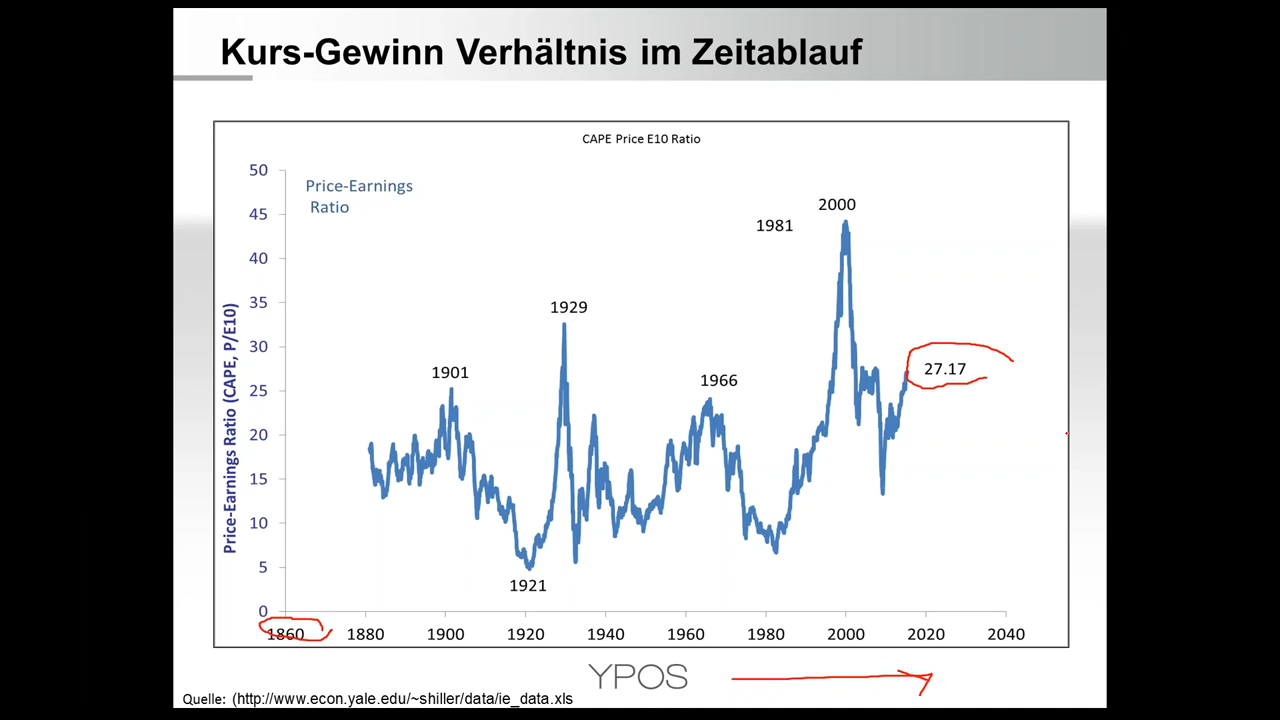 Kurs-Gewinn Verhältnis im Zeitablauf
CAPE Price E10 Ratio
Price-Earnings
Ratio
Price-Earnings Ratio (CAPE, P/E10)
50
45
40
35
30
25
20
15
10
5
0
1901
1921
1929
1966
1981
2000
27.17
1860 1880 1900 1920 1940 1960 1980 2000 2020 2040
YPOS
Quelle: (http://www.econ.yale.edu/~shiller/data/ie_data.xls